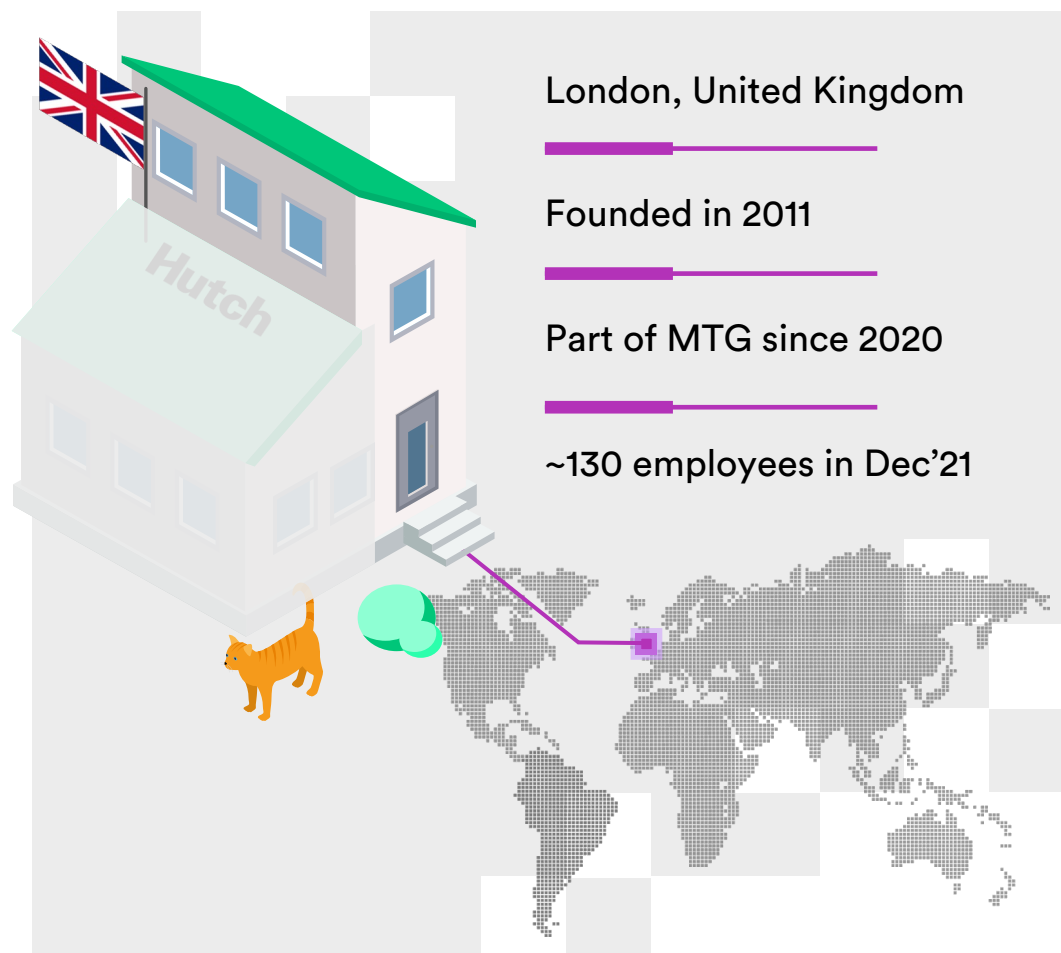 London, United Kingdom
Founded in 2011
Hutch
Part of MTG since 2020
~130 employees in Dec’21